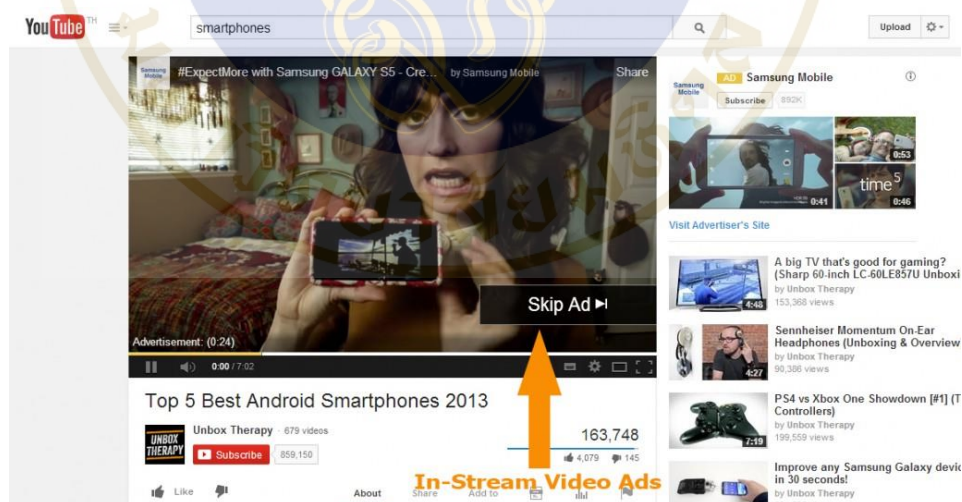 YouTube TH
smartphones
Upload
Samsung Mobile
#ExpectMore with Samsung GALAXY S5 - Cre... by Samsung Mobile
Share
Skip Ad
Advertisement: (0:24)
0:00 / 7:02
Top 5 Best Android Smartphones 2013
UNBOX THERAPY
Unbox Therapy · 679 videos
Subscribe 859,150
163,748
4,079 145
Like
About Share Add to
In-Stream Video Ads
Samsung Mobile
AD Samsung Mobile
Subscribe 892K
0:41
0:53
time 5
0:46
Visit Advertiser's Site
A big TV that's good for gaming?
(Sharp 60-inch LC-60LE857U Unboxi
by Unbox Therapy
153,368 views
4:48
Sennheiser Momentum On-Ear
Headphones (Unboxing & Overview
by Unbox Therapy
90,386 views
4:27
PS4 vs Xbox One Showdown [#1] (T
Controllers)
by Unbox Therapy
199,559 views
7:19
Improve any Samsung Galaxy devic
in 30 seconds!
by Unbox Therapy